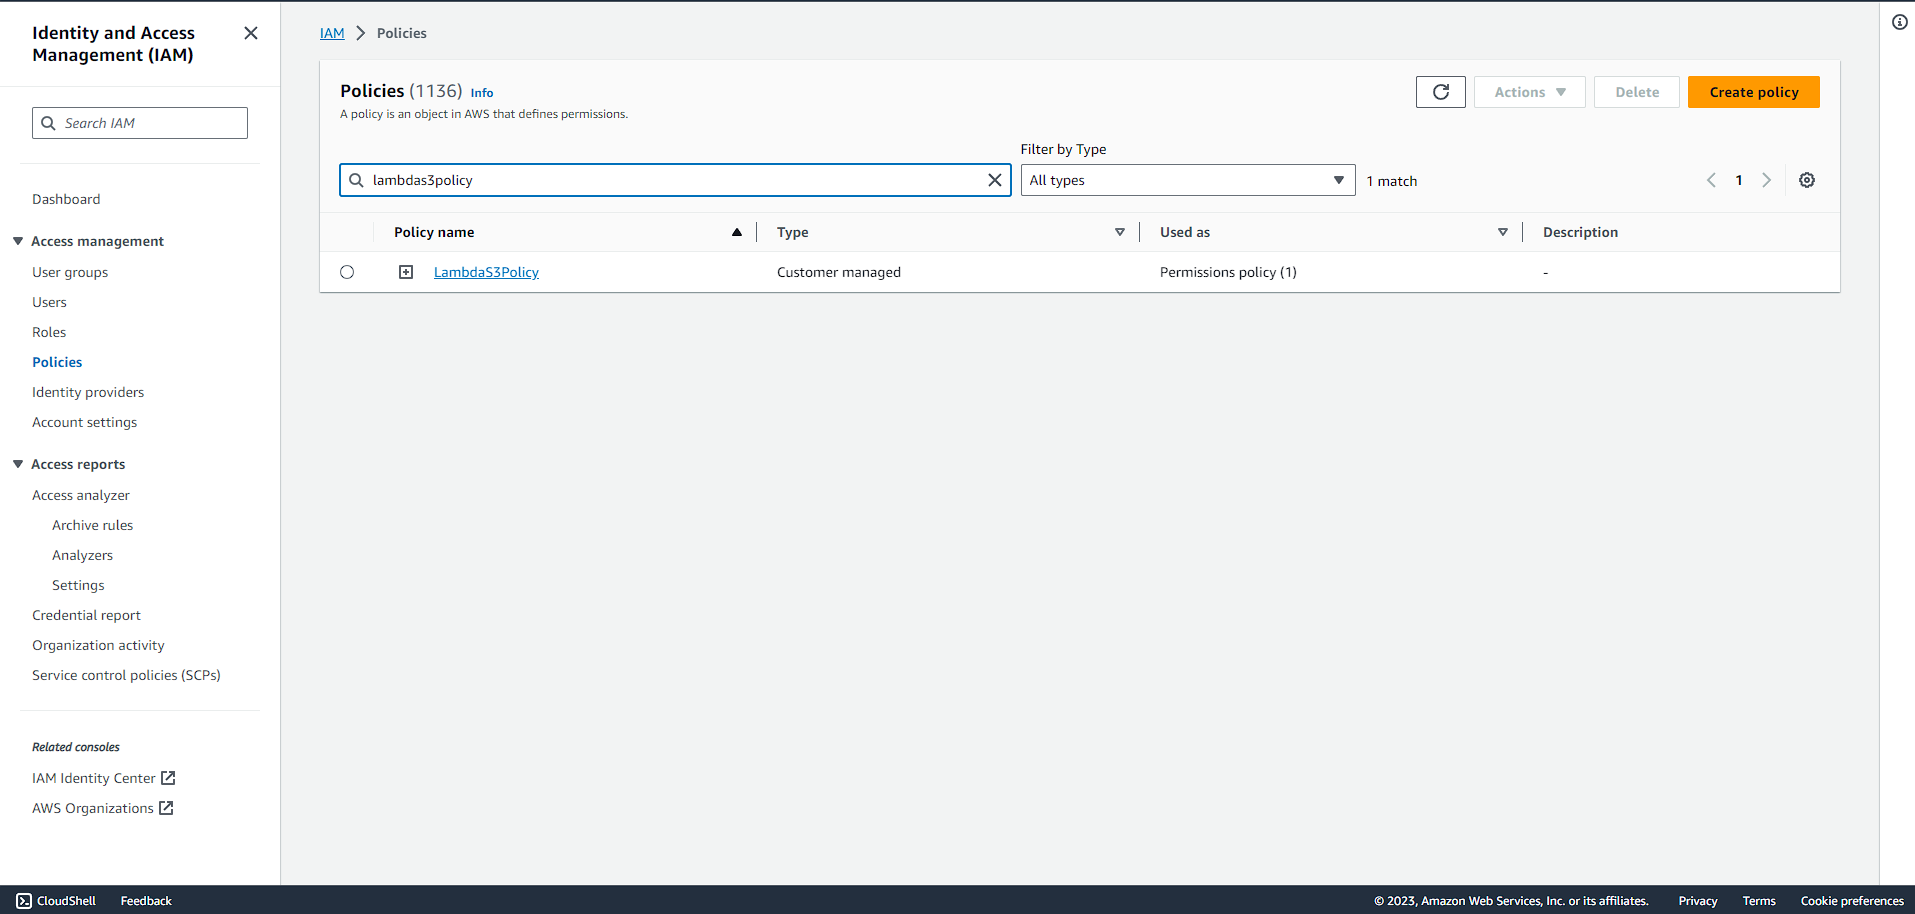 Identity and Access
Management (IAM)
Search IAM
Dashboard
Access management
User groups
Users
Roles
Policies
Identity providers
Account settings
Access reports
Access analyzer
Archive rules
Analyzers
Settings
Credential report
Organization activity
Service control policies (SCPs)
Related consoles
IAM Identity Center
AWS Organizations
IAM > Policies
Policies (1136) Info
A policy is an object in AWS that defines permissions.
Actions Delete Create policy
Filter by Type
lambdas3policy All types 1 match 1
Policy name Type Used as Description
LambdaS3Policy Customer managed Permissions policy (1) -
CloudShell Feedback © 2023, Amazon Web Services, Inc. or its affiliates. Privacy Terms Cookie preferences